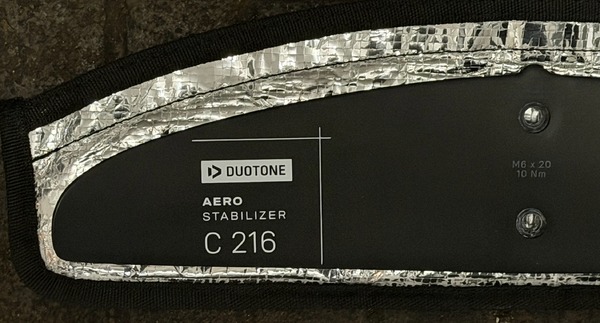 DUOTONE
AERO
STABILIZER
C 216
M6 x 20
10 Nm